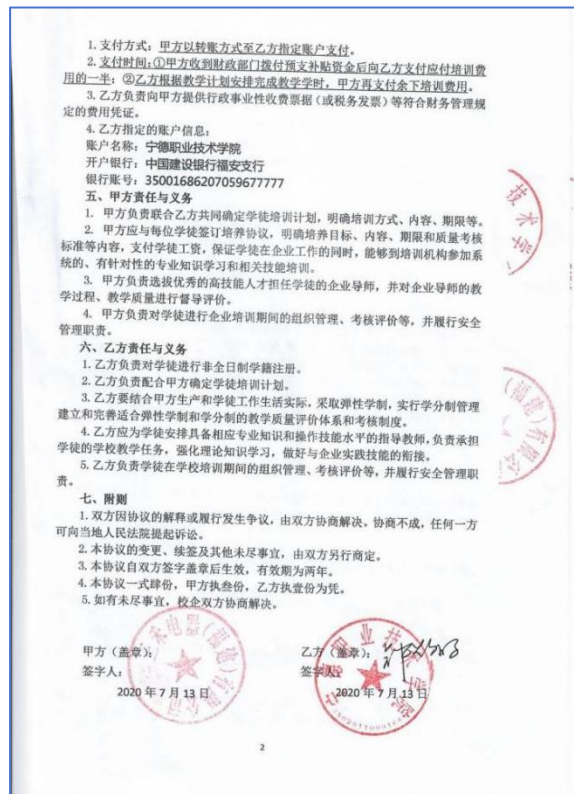 1.支付方式：甲方以转账方式至乙方指定账户支付。
2.支付时间：①甲方收到财政部门拨付预支补贴资金后向乙方支付应付培训费
用的一半；②乙方根据教学计划安排完成教学学时，甲方再支付余下培训费用。
3.乙方负责向甲方提供行政事业性收费票据（或税务发票）等符合财务管理规
定的费用凭证。
4.乙方指定的账户信息：
账户名称：宁德职业技术学院
开户银行：中国建设银行福安支行
银行账号：35001686207059677777
五、甲方责任与义务
1. 甲方负责联合乙方共同确定学徒培训计划，明确培训方式、内容、期限等。
2. 甲方应与每位学徒签订培养协议，明确培养目标、内容、期限和质量考核
标准等内容，支付学徒工资，保证学徒在企业工作的同时，能够到培训机构参加系
统的、有针对性的专业知识学习和相关技能培训。
3. 甲方负责选拔优秀的高技能人才担任学徒的企业导师，并对企业导师的教
学过程、教学质量进行督导评价。
4. 甲方负责对学徒进行企业培训期间的组织管理、考核评价等，并履行安全
管理职责。
六、乙方责任与义务
1.乙方负责对学徒进行非全日制学籍注册。
2.乙方负责配合甲方确定学徒培训计划。
3.乙方要结合甲方生产和学徒工作生活实际，采取弹性学制，实行学分制管理
建立和完善适合弹性学制和学分制的教学质量评价体系和考核制度。
4.乙方应为学徒安排具备相应专业知识和操作技能水平的指导教师，负责承担
学徒的学校教学任务，强化理论知识学习，做好与企业实践技能的衔接。
5.乙方负责学徒在学校培训期间的组织管理、考核评价等，并履行安全管理职
责。
七、附则
1.双方因协议的解释或履行发生争议，由双方协商解决。协商不成，任何一方
可向当地人民法院提起诉讼。
2.本协议的变更、续签及其他未尽事宜，由双方另行商定。
3.本协议自双方签字盖章后生效，有效期为两年。
4.本协议一式肆份，甲方执叁份，乙方执壹份为凭。
5.如有未尽事宜，校企双方协商解决。
甲方（盖章）：
签字人：
2020 年 7 月 13 日
乙方（盖章）：
签字人：
2020 年 7 月 13 日
电器（福建）有限公司
职业技术学院
技术学
（福建）有限公
2